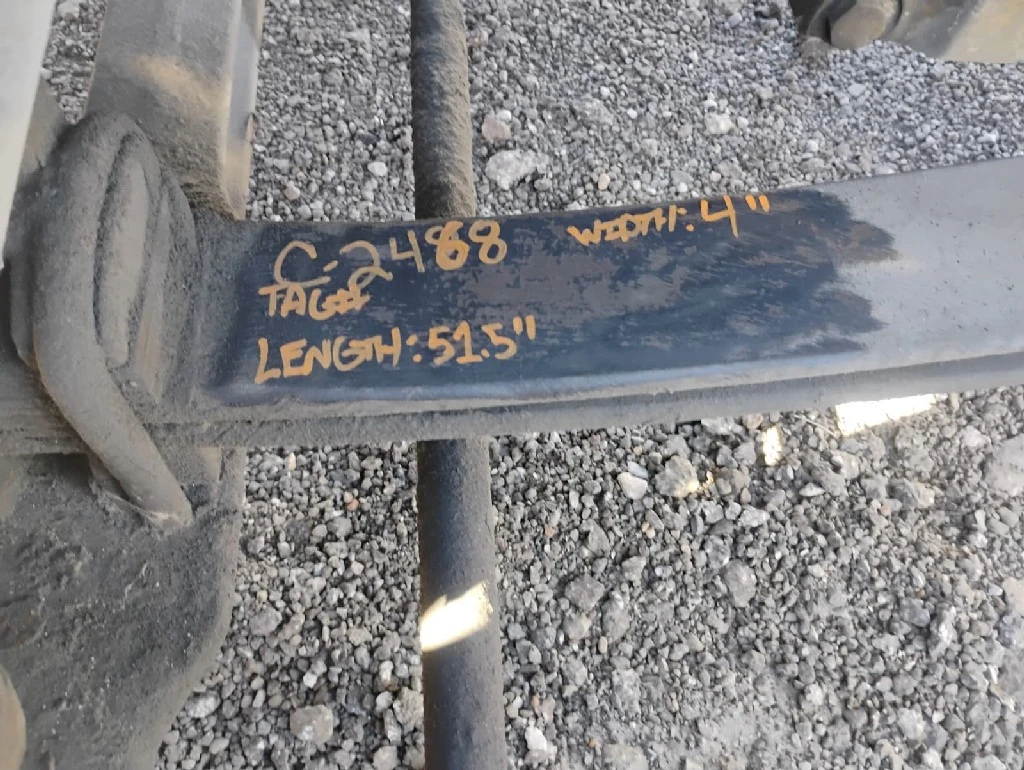 C-2488
WIDTH: 4"
TAG#
LENGTH: 51.5"